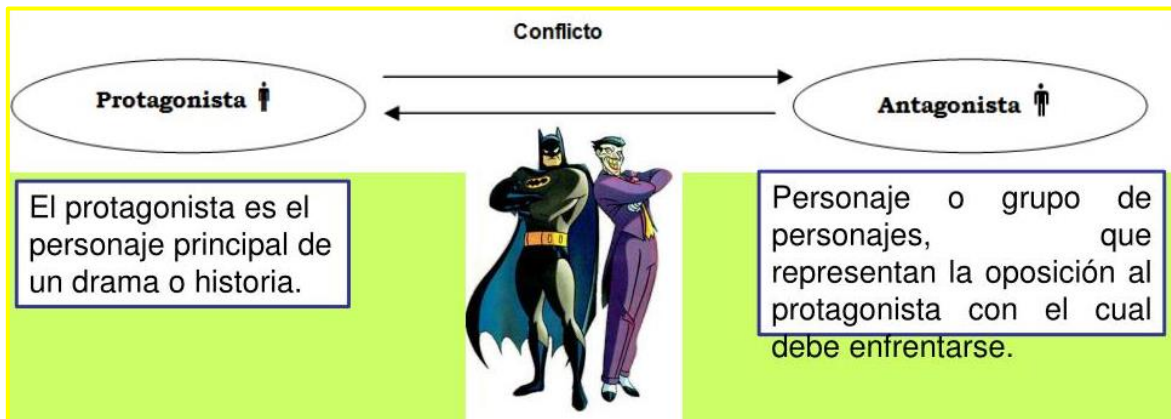 Conflicto
Protagonista
Antagonista
El protagonista es el
personaje principal de
un drama o historia.
Personaje o grupo de
personajes, que
representan la oposición al
protagonista con el cual
debe enfrentarse.